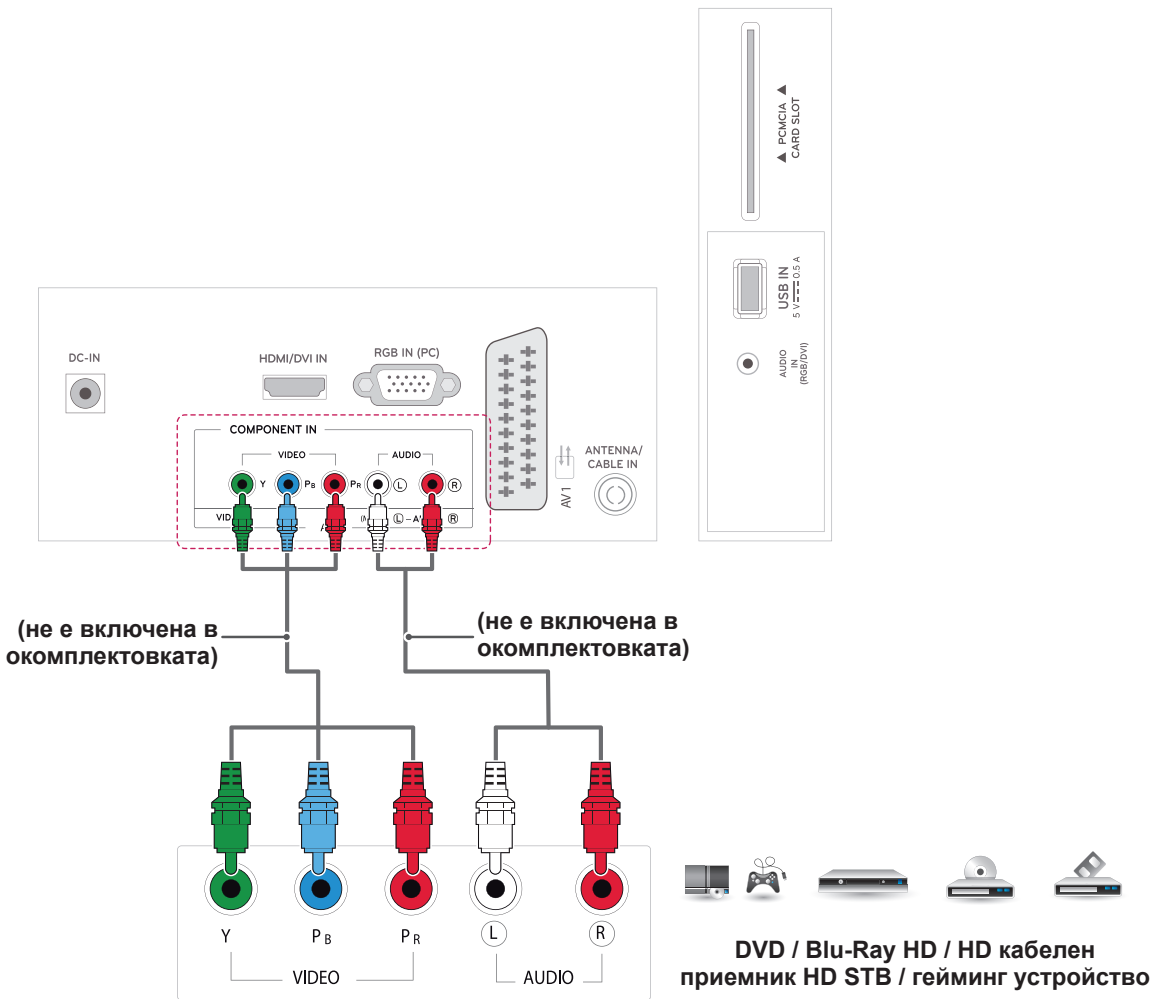 ▲ PCMCIA ▲
CARD SLOT
USB IN
5 V 0.5 A
AUDIO
IN
(RGB/DVI)
DC-IN
HDMI/DVI IN
RGB IN (PC)
COMPONENT IN
VIDEO
AUDIO
Y
PB
PR
L
R
VID
L
R
AV1
ANTENNA/
CABLE IN
(не е включена в
окомплектовката)
(не е включена в
окомплектовката)
Y
PB
PR
L
R
VIDEO
AUDIO
DVD / Blu-Ray HD / HD кабелен
приемник HD STB / гейминг устройство